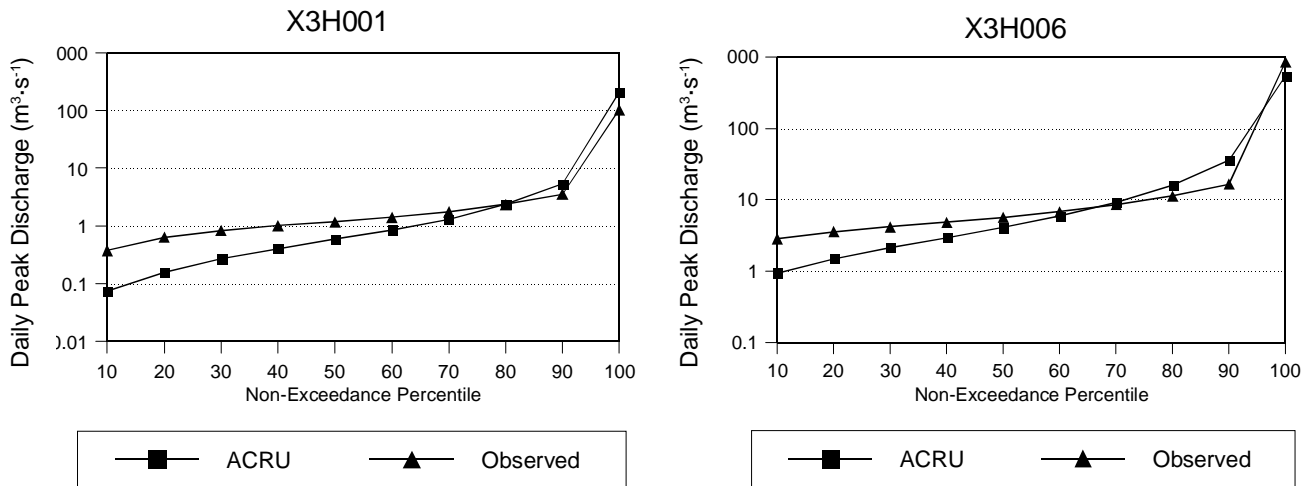 X3H001
Daily Peak Discharge (m³·s⁻¹)
000
100
10
1
0.1
0.01
10 20 30 40 50 60 70 80 90 100
Non-Exceedance Percentile
ACRU Observed
X3H006
Daily Peak Discharge (m³·s⁻¹)
000
100
10
1
0.1
10 20 30 40 50 60 70 80 90 100
Non-Exceedance Percentile
ACRU Observed